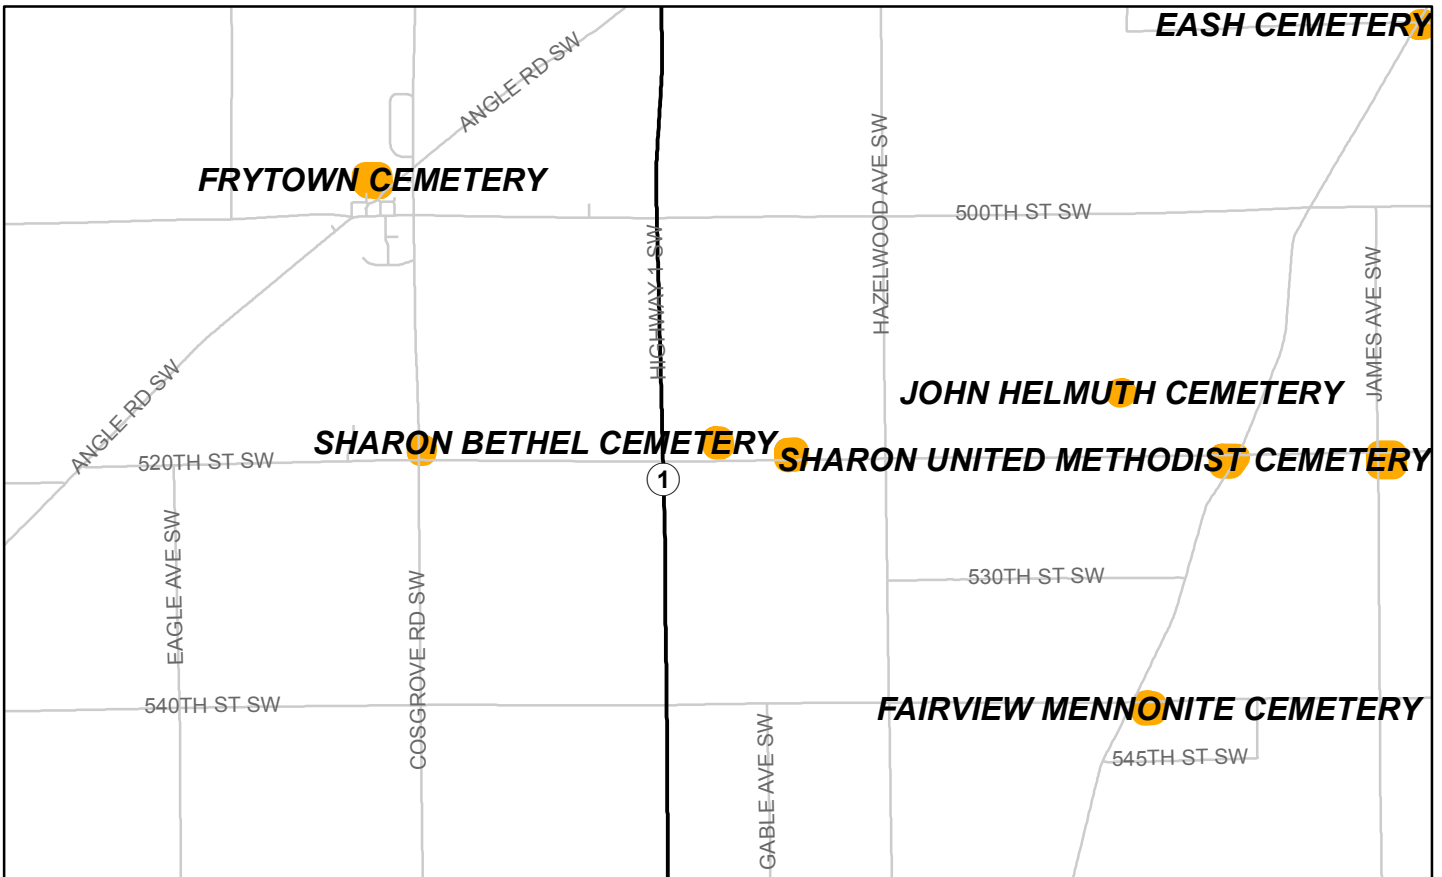 EASH CEMETERY
ANGLE RD SW
FRYTOWN CEMETERY
HAZELWOOD AVE SW
500TH ST SW
HIGHWAY 1 SW
JAMES AVE SW
ANGLE RD SW
JOHN HELMUTH CEMETERY
SHARON BETHEL CEMETERY
520TH ST SW
SHARON UNITED METHODIST CEMETERY
1
EAGLE AVE SW
COSGROVE RD SW
530TH ST SW
540TH ST SW
FAIRVIEW MENNONITE CEMETERY
GABLE AVE SW
545TH ST SW